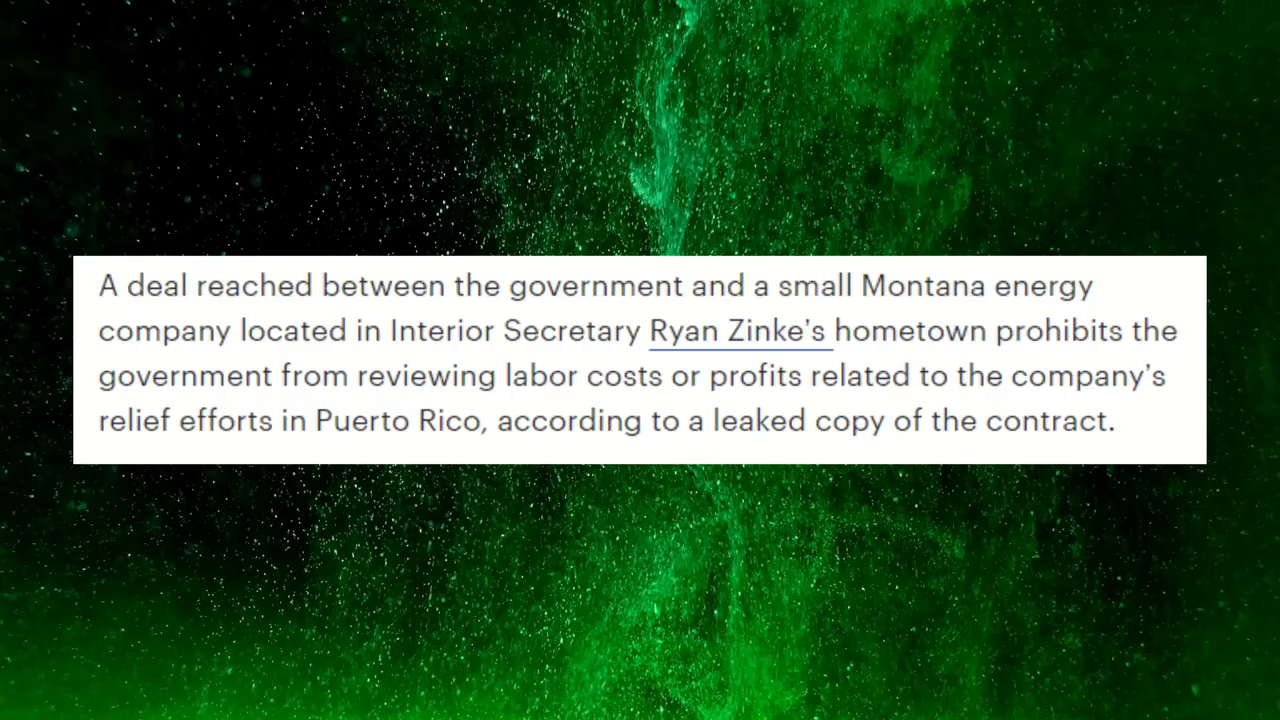 A deal reached between the government and a small Montana energy
company located in Interior Secretary Ryan Zinke's hometown prohibits the
government from reviewing labor costs or profits related to the company's
relief efforts in Puerto Rico, according to a leaked copy of the contract.